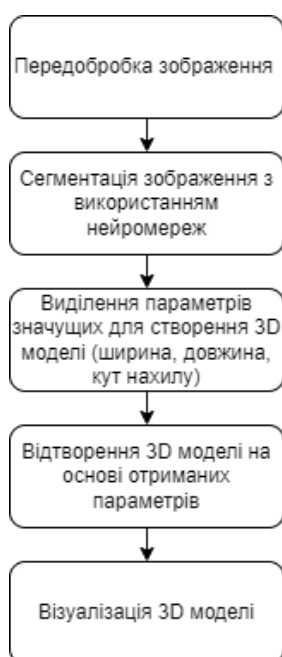 Передобробка зображення
Сегментація зображення з
використанням
нейромереж
Виділення параметрів
значущих для створення 3D
моделі (ширина, довжина,
кут нахилу)
Відтворення 3D моделі на
основі отриманих
параметрів
Візуалізація 3D моделі